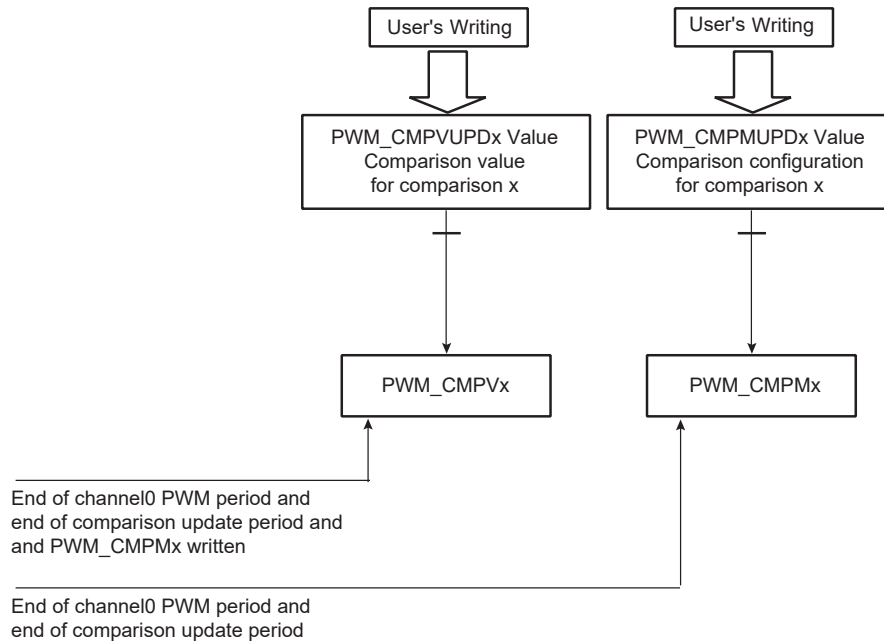 User's Writing
User's Writing
PWM_CMPVUPDx Value
Comparison value
for comparison x
PWM_CMPMUPDx Value
Comparison configuration
for comparison x
PWM_CMPVx
PWM_CMPMx
End of channel0 PWM period and
end of comparison update period and
and PWM_CMPMx written
End of channel0 PWM period and
end of comparison update period